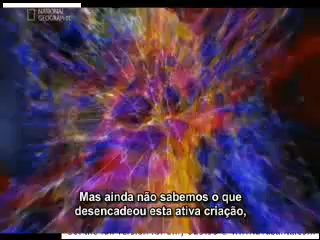 NATIONAL
GEOGRAPHIC
Mas ainda não sabemos o que
desencadeou esta ativa criação,